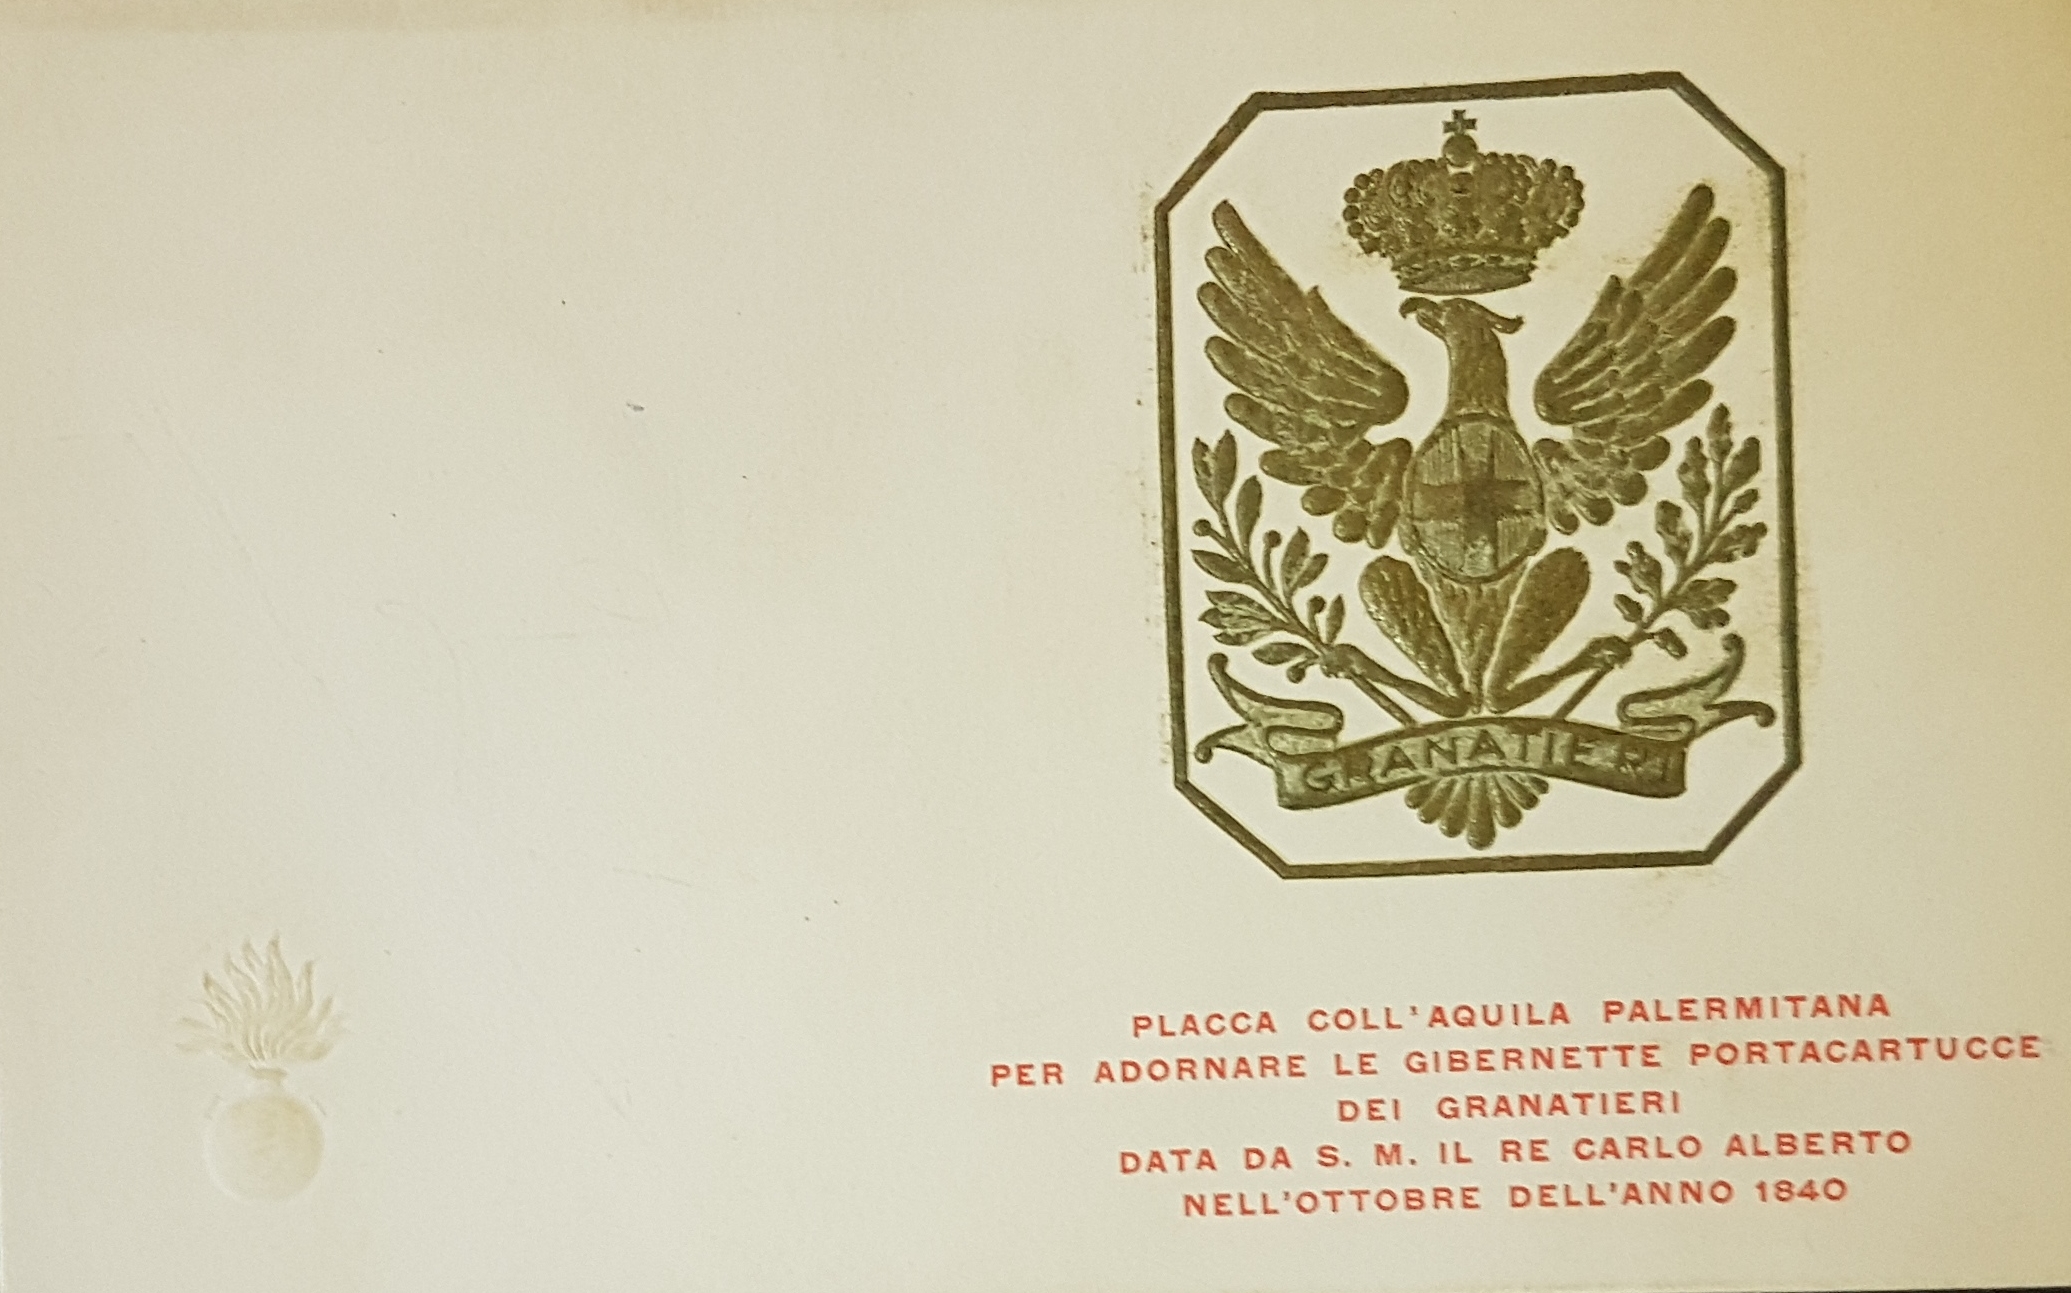 GRANATIERI
PLACCA COLL'AQUILA PALERMITANA
PER ADORNARE LE GIBERNETTE PORTACARTUCCE
DEI GRANATIERI
DATA DA S. M. IL RE CARLO ALBERTO
NELL'OTTOBRE DELL'ANNO 1840